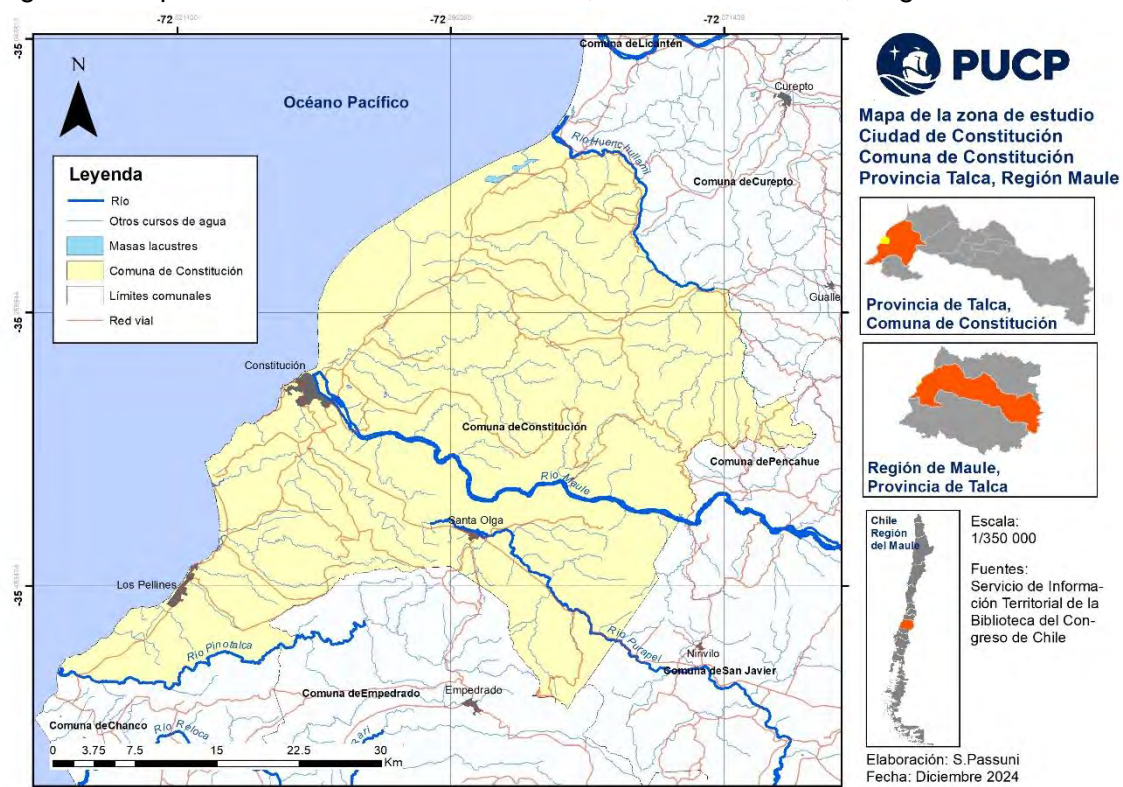 -72
-72
-72
-35
-35
-35
N
Océano Pacífico
Leyenda
Río
Otros cursos de agua
Masas lacustres
Comuna de Constitución
Límites comunales
Red vial
Comuna deLicantén
Curepto
Río Huenchullami
Comuna deCurepto
Constitución
Comuna deConstitución
Comuna dePencahue
Río Maule
Santa Olga
Los Pellines
Río Pinotalca
Río Purapel
Nirivilo
Comuna deSan Javier
Comuna deEmpedrado
Empedrado
Comuna deChanco
Río Reloca
0 3.75 7.5 15 22.5 30
Km
PUCP
Mapa de la zona de estudio
Ciudad de Constitución
Comuna de Constitución
Provincia Talca, Región Maule
Provincia de Talca,
Comuna de Constitución
Región de Maule,
Provincia de Talca
Chile
Región
del Maule
Escala:
1/350 000
Fuentes:
Servicio de Informa-
ción Territorial de la
Biblioteca del Con-
greso de Chile
Elaboración: S.Passuni
Fecha: Diciembre 2024